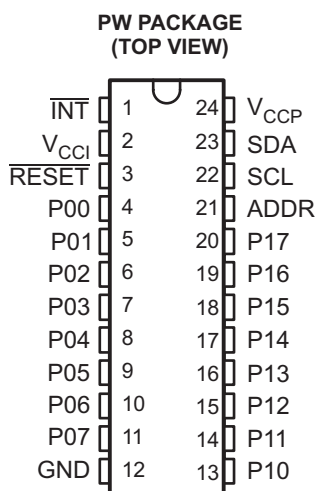 PW PACKAGE
(TOP VIEW)
INT 1 24 VCCP
VCCI 2 23 SDA
RESET 3 22 SCL
P00 4 21 ADDR
P01 5 20 P17
P02 6 19 P16
P03 7 18 P15
P04 8 17 P14
P05 9 16 P13
P06 10 15 P12
P07 11 14 P11
GND 12 13 P10